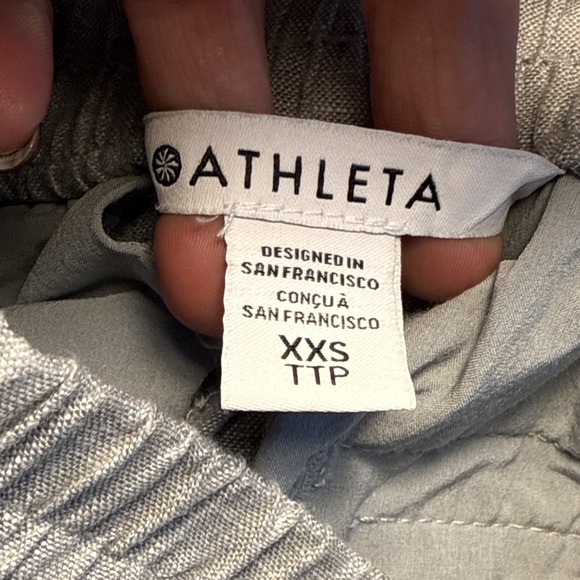 ATHLETA
DESIGNED IN
SAN FRANCISCO
CONÇU À
SAN FRANCISCO
XXS
TTP